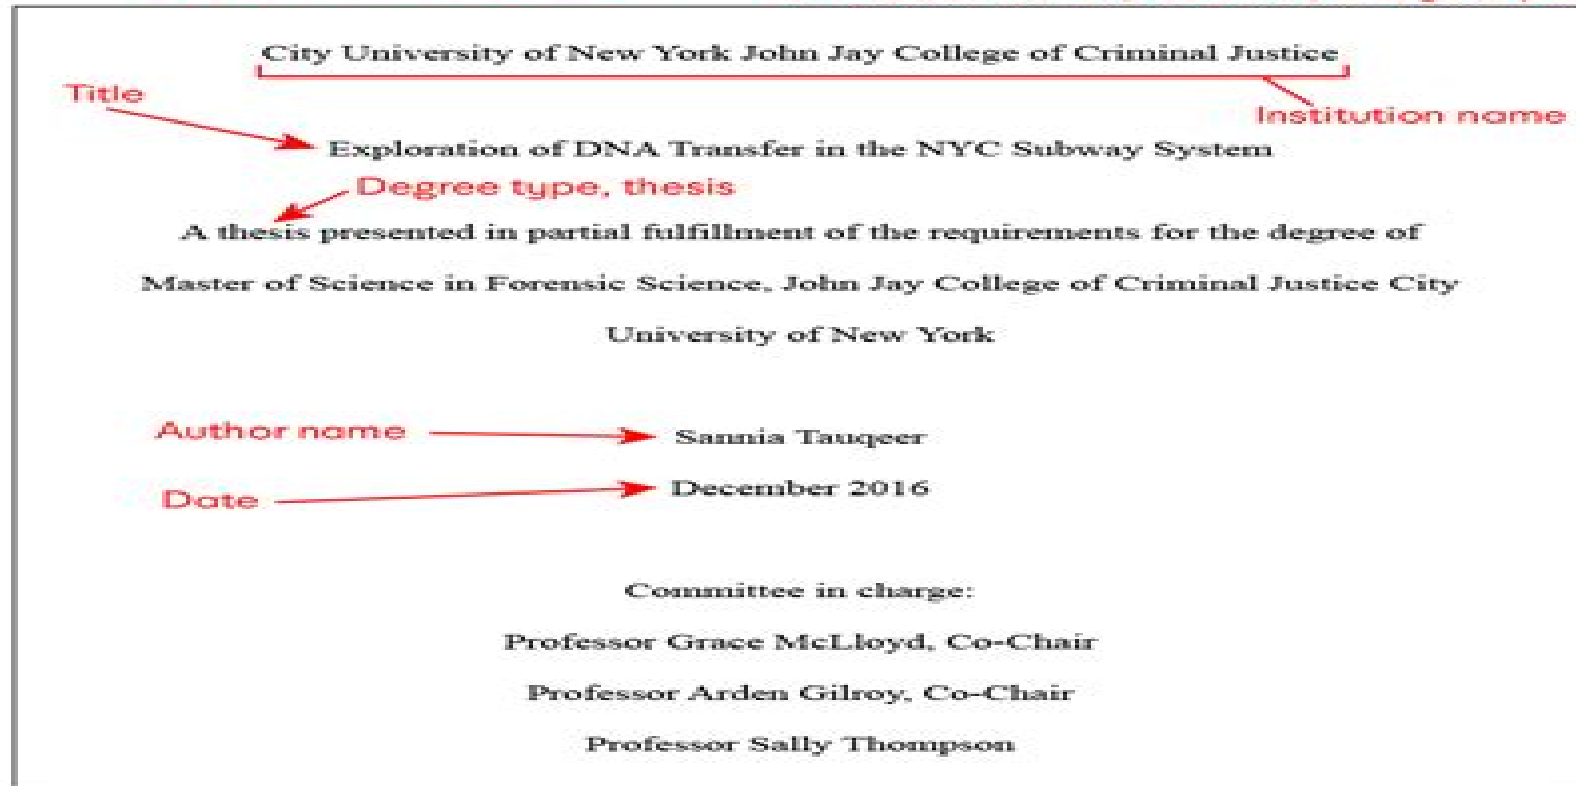 City University of New York John Jay College of Criminal Justice
Title
Institution name
Exploration of DNA Transfer in the NYC Subway System
Degree type, thesis
A thesis presented in partial fulfillment of the requirements for the degree of
Master of Science in Forensic Science, John Jay College of Criminal Justice City
University of New York
Author name
Sannia Tauqeer
Date
December 2016
Committee in charge:
Professor Grace McLloyd, Co-Chair
Professor Arden Gilroy, Co-Chair
Professor Sally Thompson